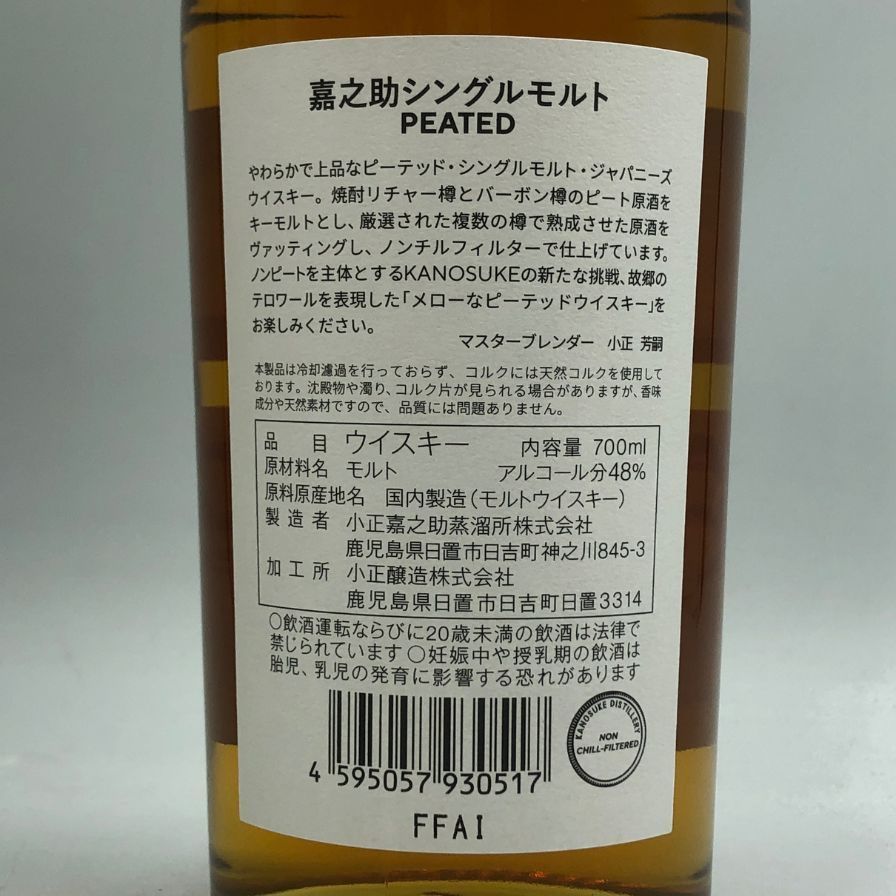 嘉之助シングルモルト
PEATED
やわらかで上品なピーテッド・シングルモルト・ジャパニーズ
ウイスキー。焼酎リチャー樽とバーボン樽のピート原酒を
キーモルトとし、厳選された複数の樽で熟成させた原酒を
ヴァッティングし、ノンチルフィルターで仕上げています。
ノンピートを主体とするKANOSUKEの新たな挑戦、故郷の
テロワールを表現した「メローなピーテッドウイスキー」を
お楽しみください。
マスターブレンダー 小正 芳嗣
本製品は冷却濾過を行っておらず、コルクには天然コルクを使用して
おります。沈殿物や濁り、コルク片が見られる場合がありますが、香味
成分や天然素材ですので、品質には問題ありません。
品目 ウイスキー 内容量 700ml
原材料名 モルト アルコール分48%
原料原産地名 国内製造(モルトウイスキー)
製造者 小正嘉之助蒸溜所株式会社
鹿児島県日置市日吉町神之川845-3
加工所 小正醸造株式会社
鹿児島県日置市日吉町日置3314
○飲酒運転ならびに20歳未満の飲酒は法律で
禁じられています ○妊娠中や授乳期の飲酒は
胎児、乳児の発育に影響する恐れがあります
KANOSUKE DISTILLERY
NON
CHILL-FILTERED
4 595057 930517
FFAI